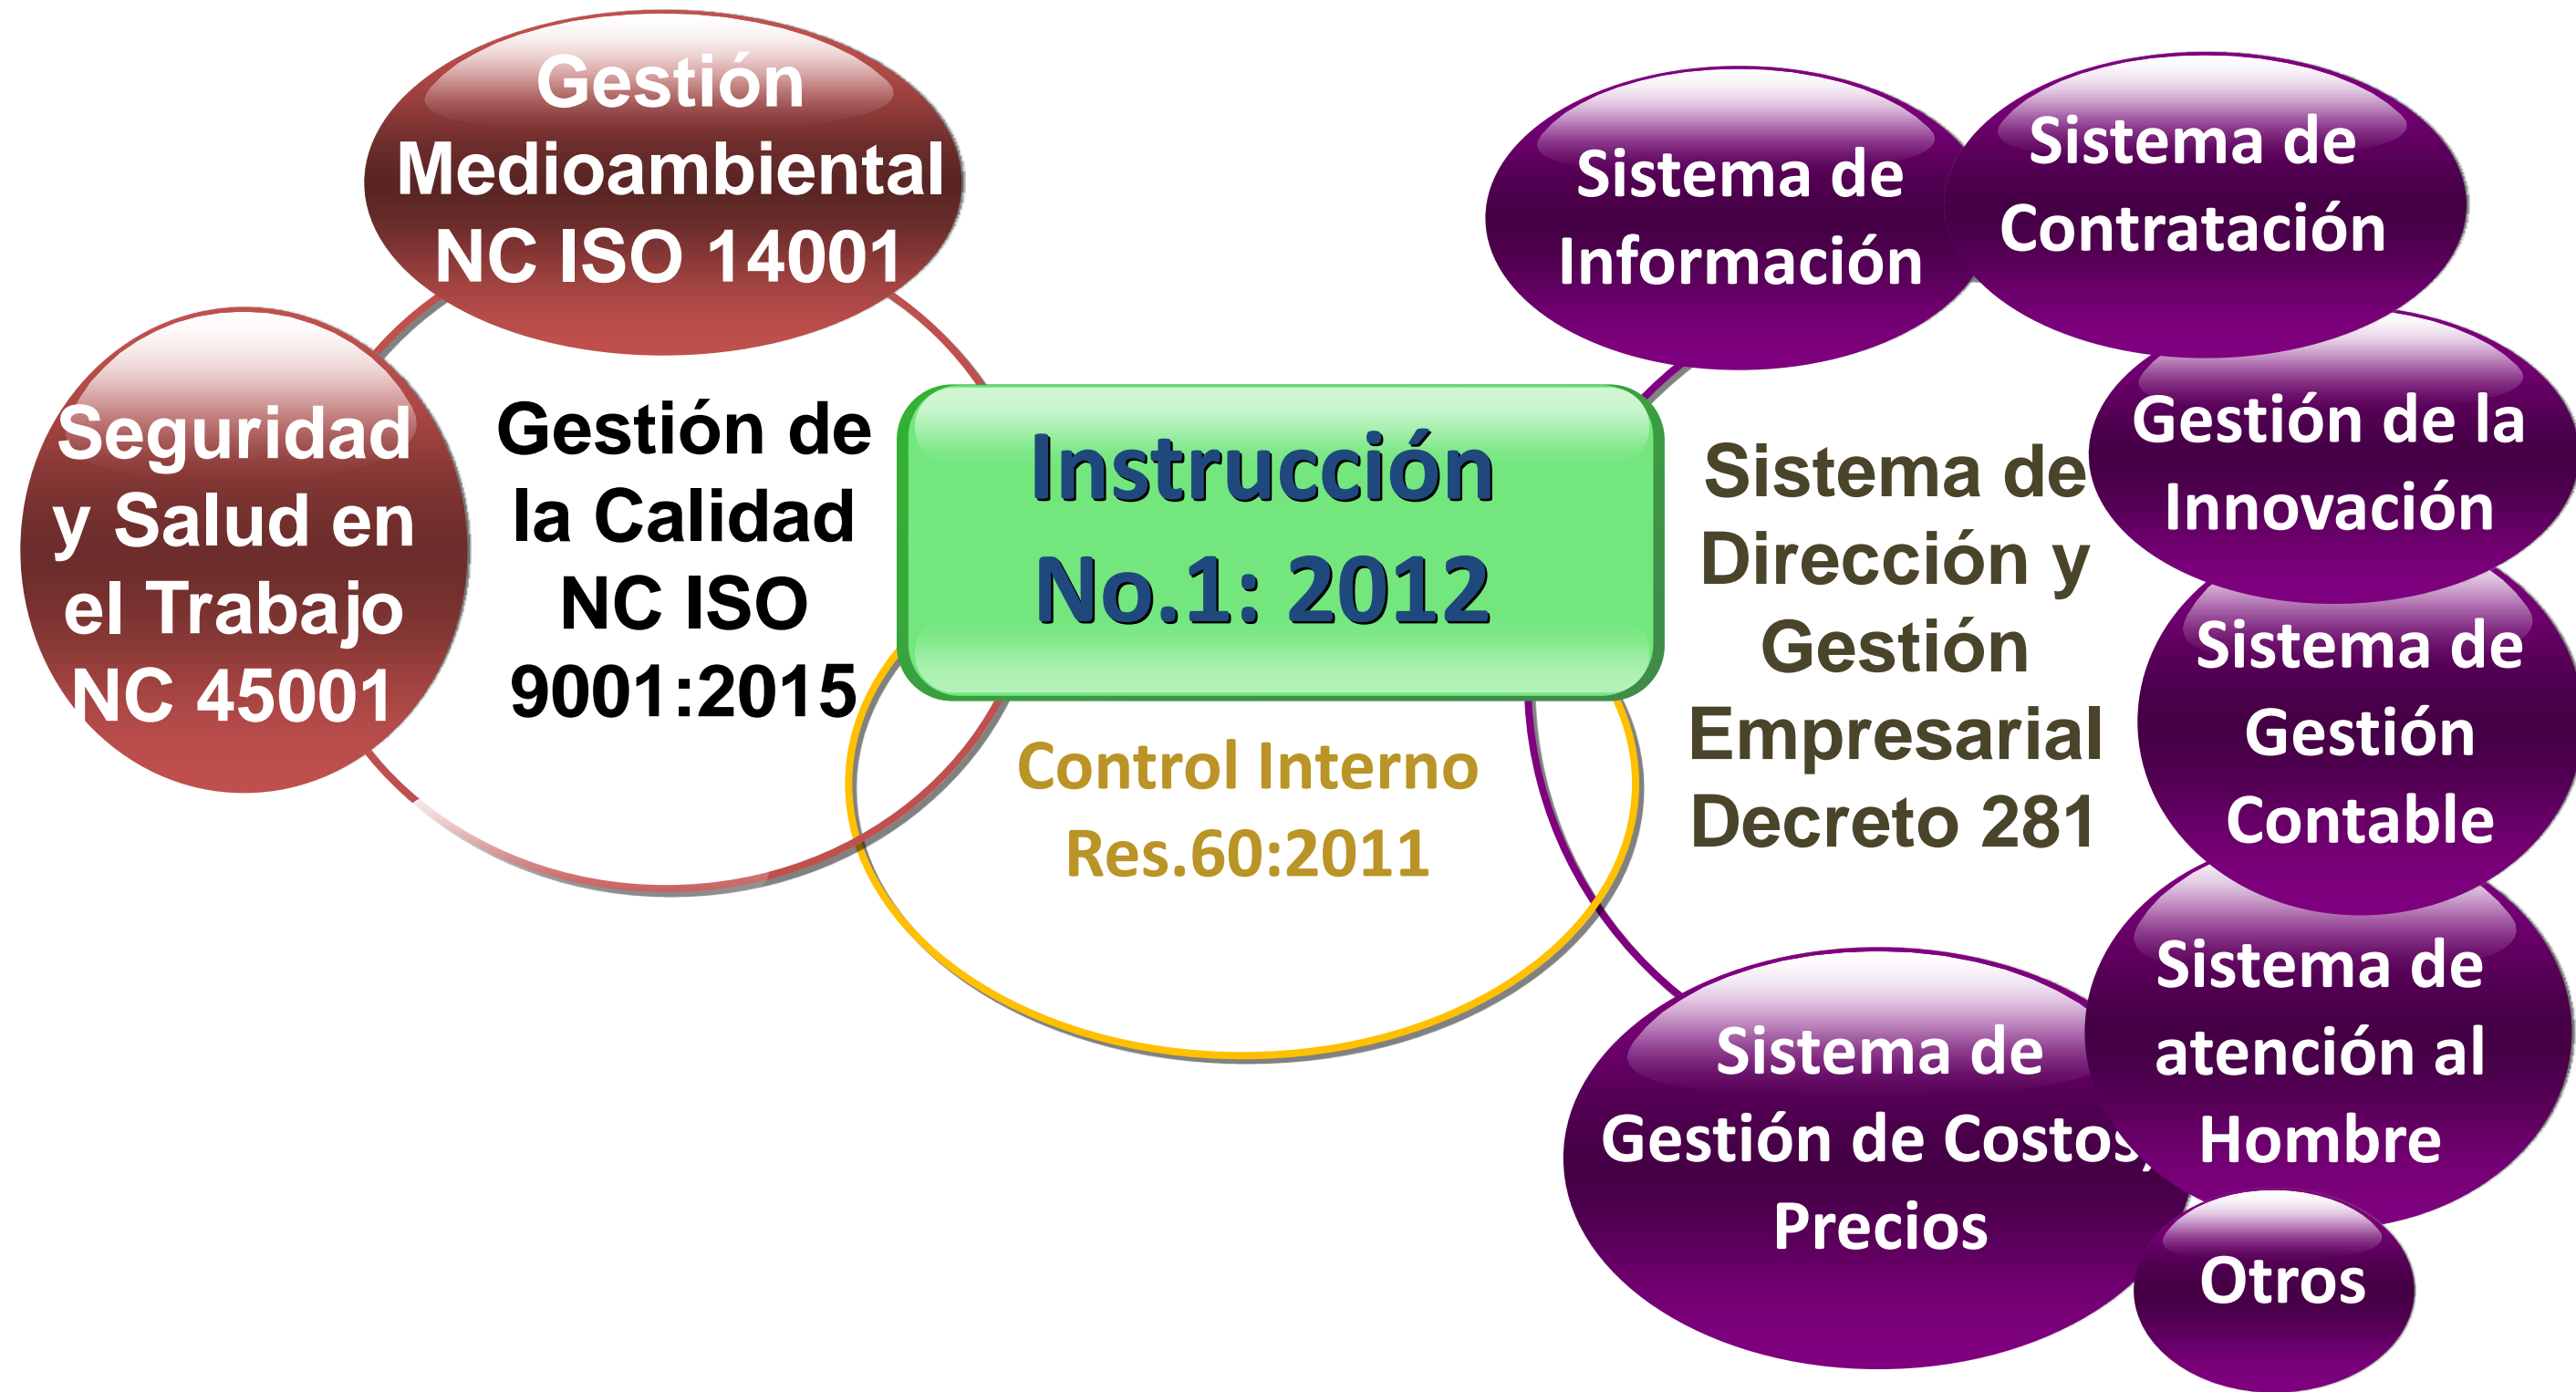 Gestión
Medioambiental
NC ISO 14001
Seguridad
y Salud en
el Trabajo
NC 45001
Gestión de
la Calidad
NC ISO
9001:2015
Instrucción
No.1: 2012
Control Interno
Res.60:2011
Sistema de
Dirección y
Gestión
Empresarial
Decreto 281
Sistema de
Información
Sistema de
Contratación
Gestión de la
Innovación
Sistema de
Gestión
Contable
Sistema de
atención al
Hombre
Sistema de
Gestión de Costos,
Precios
Otros